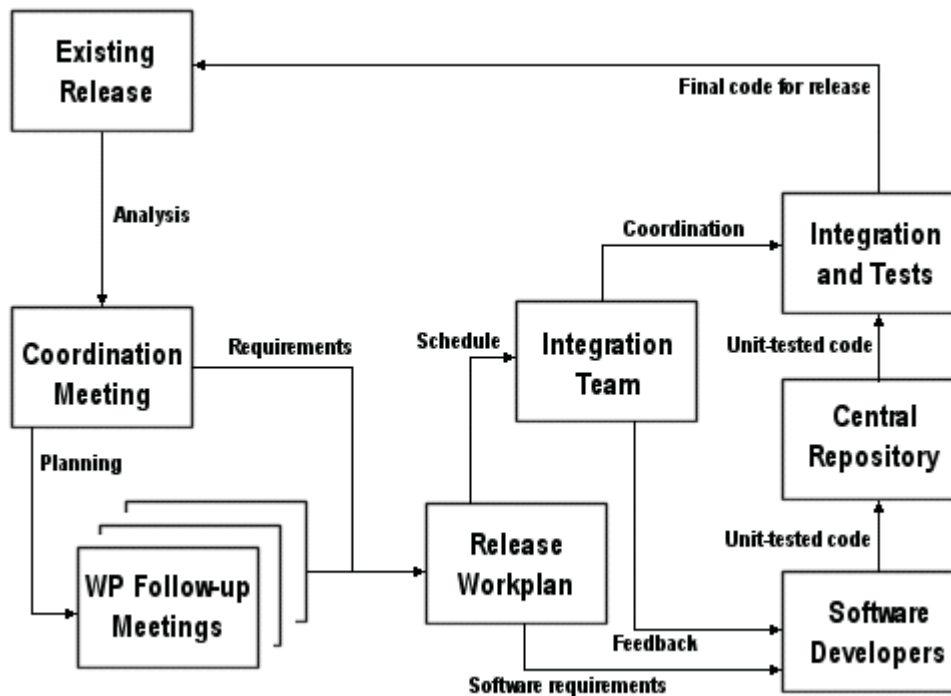 Existing
Release
Final code for release
Analysis
Coordination
Integration
and Tests
Coordination
Meeting
Requirements
Schedule
Integration
Team
Unit-tested code
Central
Repository
Planning
WP Follow-up
Meetings
Release
Workplan
Unit-tested code
Software
Developers
Feedback
Software requirements